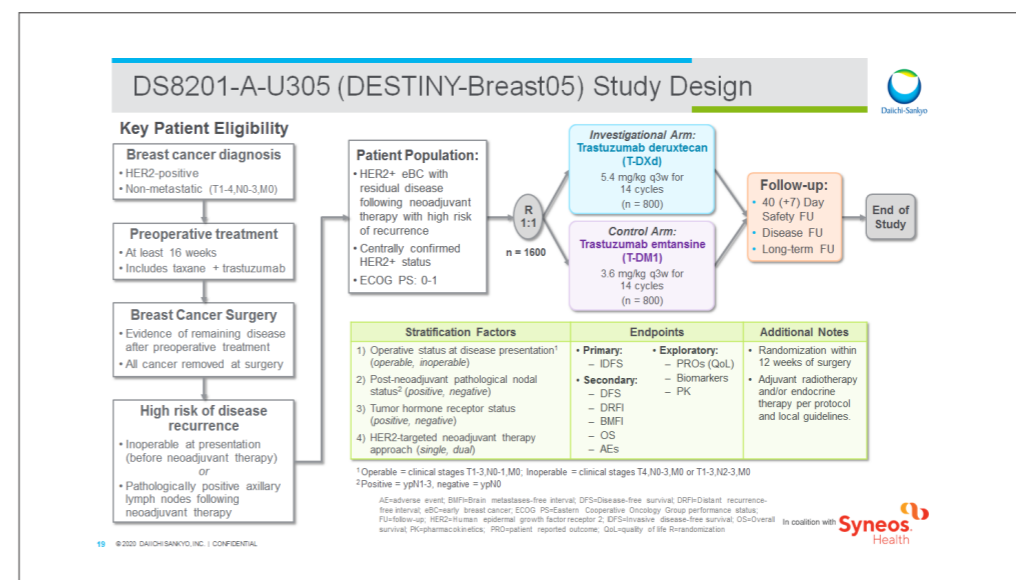 DS8201-A-U305 (DESTINY-Breast05) Study Design
Daiichi-Sankyo
Key Patient Eligibility
Breast cancer diagnosis
• HER2-positive
• Non-metastatic (T1-4,N0-3,M0)
Preoperative treatment
• At least 16 weeks
• Includes taxane + trastuzumab
Breast Cancer Surgery
• Evidence of remaining disease
after preoperative treatment
• All cancer removed at surgery
High risk of disease
recurrence
• Inoperable at presentation
(before neoadjuvant therapy)
or
• Pathologically positive axillary
lymph nodes following
neoadjuvant therapy
Patient Population:
• HER2+ eBC with
residual disease
following neoadjuvant
therapy with high risk
of recurrence
• Centrally confirmed
HER2+ status
• ECOG PS: 0-1
R
1:1
n = 1600
Investigational Arm:
Trastuzumab deruxtecan
(T-DXd)
5.4 mg/kg q3w for
14 cycles
(n = 800)
Control Arm:
Trastuzumab emtansine
(T-DM1)
3.6 mg/kg q3w for
14 cycles
(n = 800)
Follow-up:
• 40 (+7) Day
Safety FU
• Disease FU
• Long-term FU
End of
Study
Stratification Factors
1) Operative status at disease presentation¹
(operable, inoperable)
2) Post-neoadjuvant pathological nodal
status² (positive, negative)
3) Tumor hormone receptor status
(positive, negative)
4) HER2-targeted neoadjuvant therapy
approach (single, dual)
Endpoints
• Primary:
– IDFS
• Secondary:
– DFS
– DRFI
– BMFI
– OS
– AEs
• Exploratory:
– PROs (QoL)
– Biomarkers
– PK
Additional Notes
• Randomization within
12 weeks of surgery
• Adjuvant radiotherapy
and/or endocrine
therapy per protocol
and local guidelines.
¹Operable = clinical stages T1-3,N0-1,M0; Inoperable = clinical stages T4,N0-3,M0 or T1-3,N2-3,M0
²Positive = ypN1-3, negative = ypN0
AE=adverse event; BMFI=Brain metastases-free interval; DFS=Disease-free survival; DRFI=Distant recurrence-
free interval; eBC=early breast cancer; ECOG PS=Eastern Cooperative Oncology Group performance status;
FU=follow-up; HER2=Human epidermal growth factor receptor 2; IDFS=Invasive disease-free survival; OS=Overall
survival; PK=pharmacokinetics; PRO=patient reported outcome; QoL=quality of life R=randomization
In coalition with Syneos
Health
19 © 2020 DAIICHI SANKYO, INC. | CONFIDENTIAL